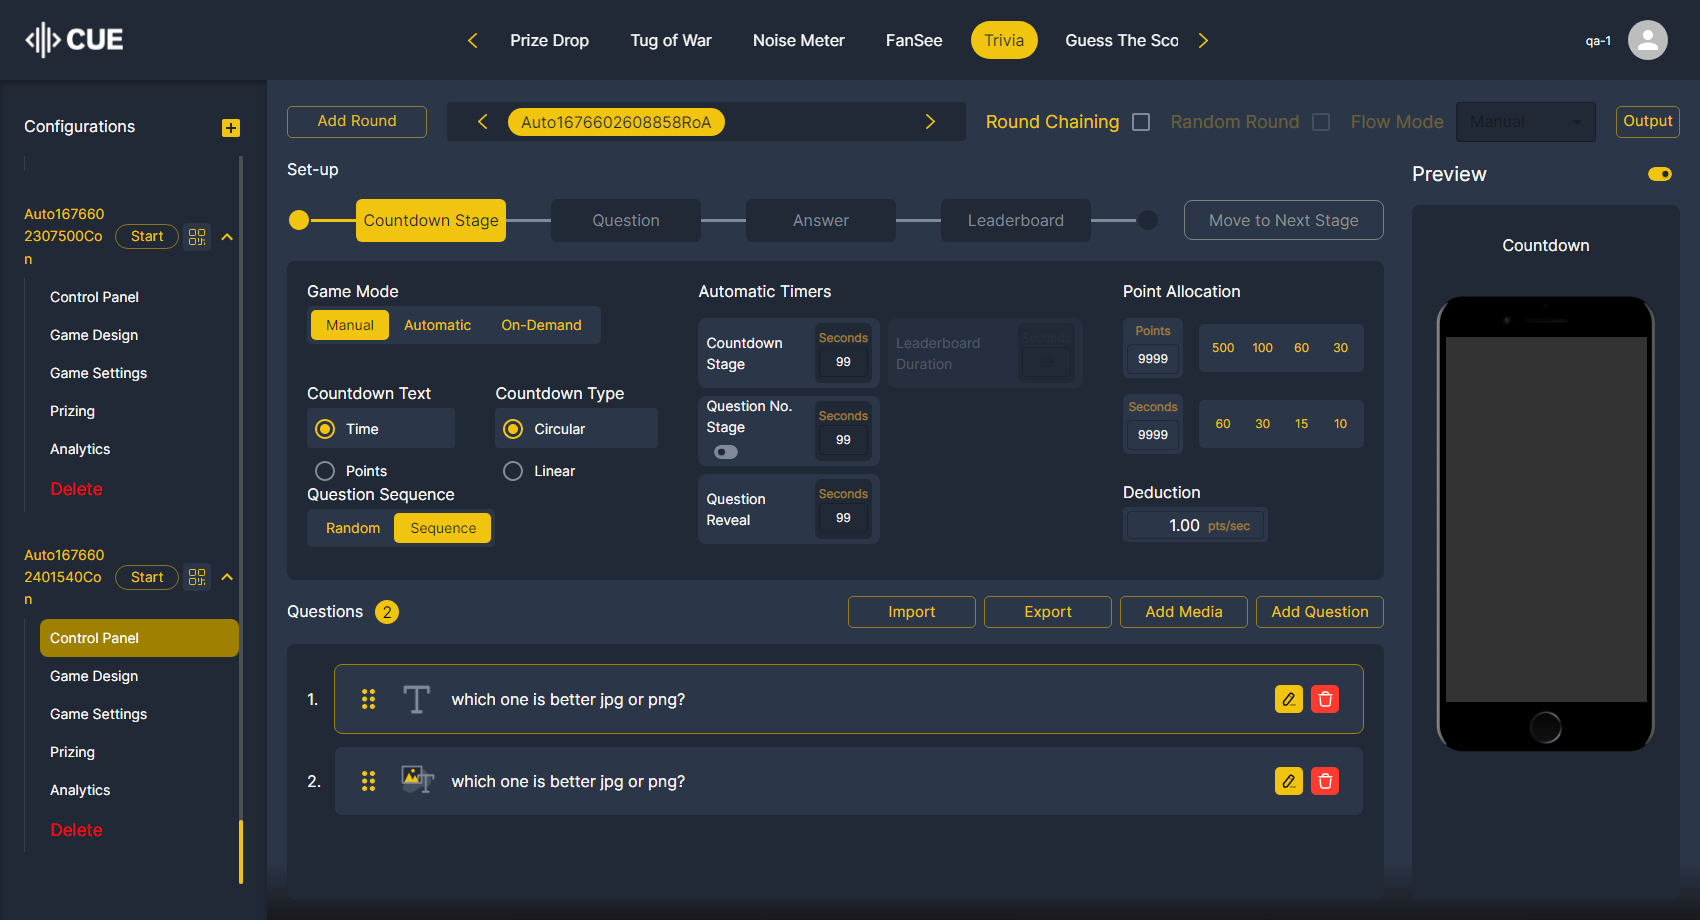 CUE
Prize Drop
Tug of War
Noise Meter
FanSee
Trivia
Guess The Sco
qa-1
Configurations
Auto167660
2307500Co
n
Start
Control Panel
Game Design
Game Settings
Prizing
Analytics
Delete
Auto167660
2401540Co
n
Start
Control Panel
Game Design
Game Settings
Prizing
Analytics
Delete
Add Round
Auto1676602608858RoA
Round Chaining
Random Round
Flow Mode
Manual
Output
Set-up
Countdown Stage
Question
Answer
Leaderboard
Move to Next Stage
Game Mode
Manual
Automatic
On-Demand
Countdown Text
Time
Points
Countdown Type
Circular
Linear
Question Sequence
Random
Sequence
Automatic Timers
Countdown
Stage
Seconds
99
Leaderboard
Duration
Seconds
Question No.
Stage
Seconds
99
Question
Reveal
Seconds
99
Point Allocation
Points
9999
500
100
60
30
Seconds
9999
60
30
15
10
Deduction
1.00 pts/sec
Questions 2
Import
Export
Add Media
Add Question
1.
which one is better jpg or png?
2.
which one is better jpg or png?
Preview
Countdown